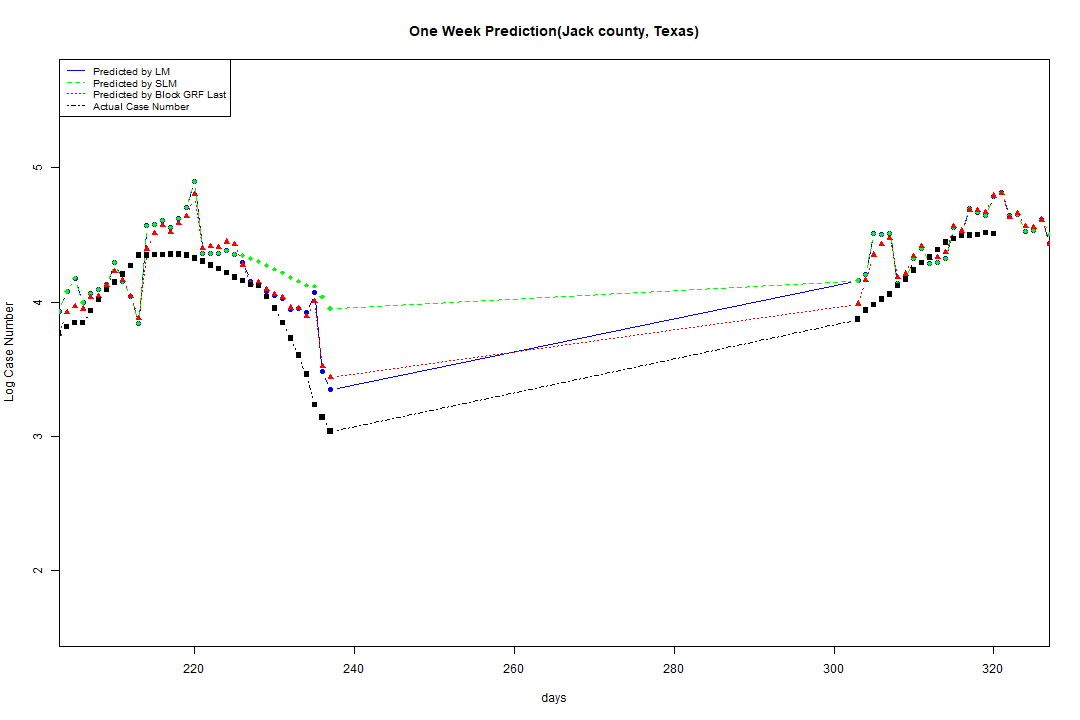 One Week Prediction(Jack county, Texas)
Predicted by LM
Predicted by SLM
Predicted by Block GRF Last
Actual Case Number
5
4
3
2
Log Case Number
220 240 260 280 300 320
days